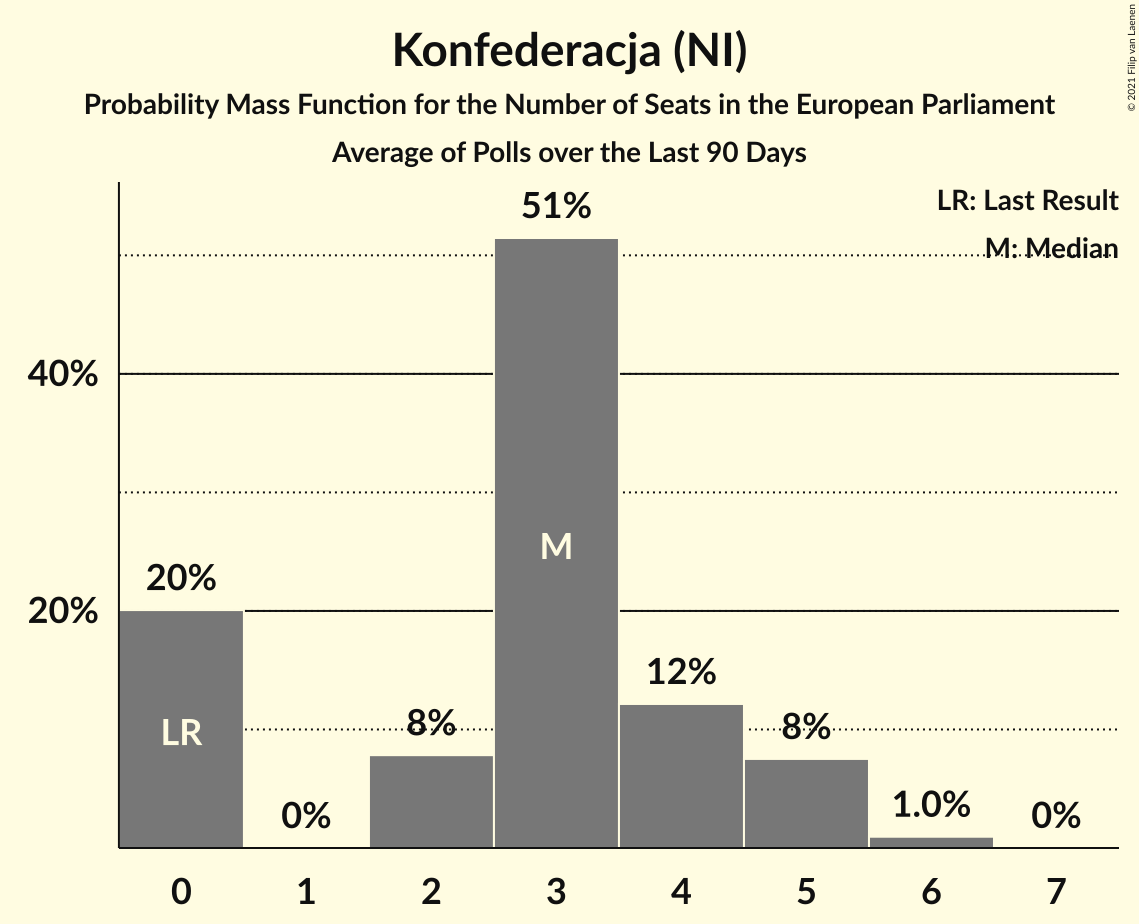 Konfederacja (NI)
Probability Mass Function for the Number of Seats in the European Parliament
Average of Polls over the Last 90 Days
© 2021 Filip van Laenen
LR: Last Result
M: Median
51%
40%
M
20%
20%
12%
LR
8%
8%
0%
1.0%
0%
0 1 2 3 4 5 6 7